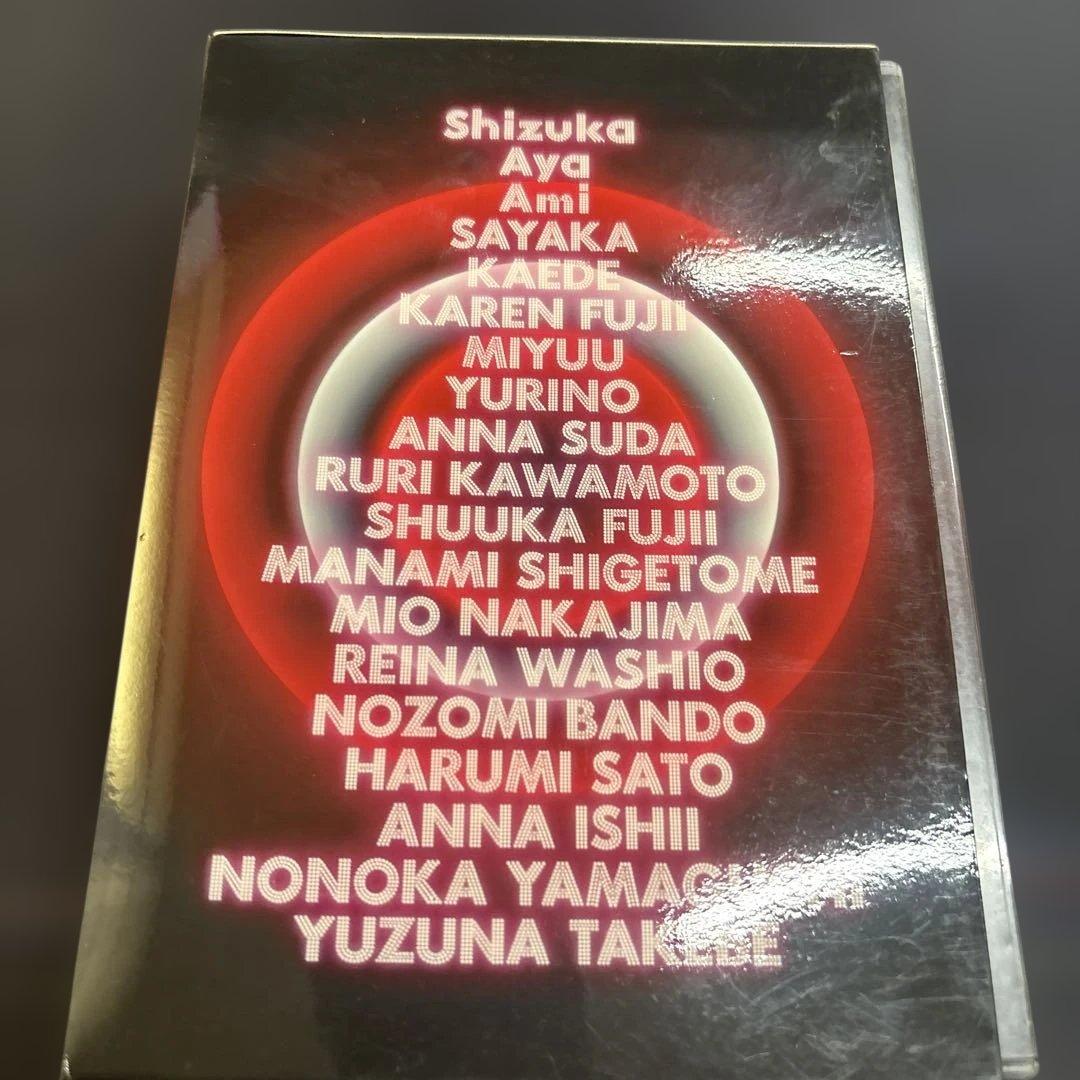 Shizuka
Aya
Ami
SAYAKA
KAEDE
KAREN FUJII
MIYUU
YURINO
ANNA SUDA
RURI KAWAMOTO
SHUUKA FUJII
MANAMI SHIGETOME
MIO NAKAJIMA
REINA WASHIO
NOZOMI BANDO
HARUMI SATO
ANNA ISHII
NONOKA
YUZUNA